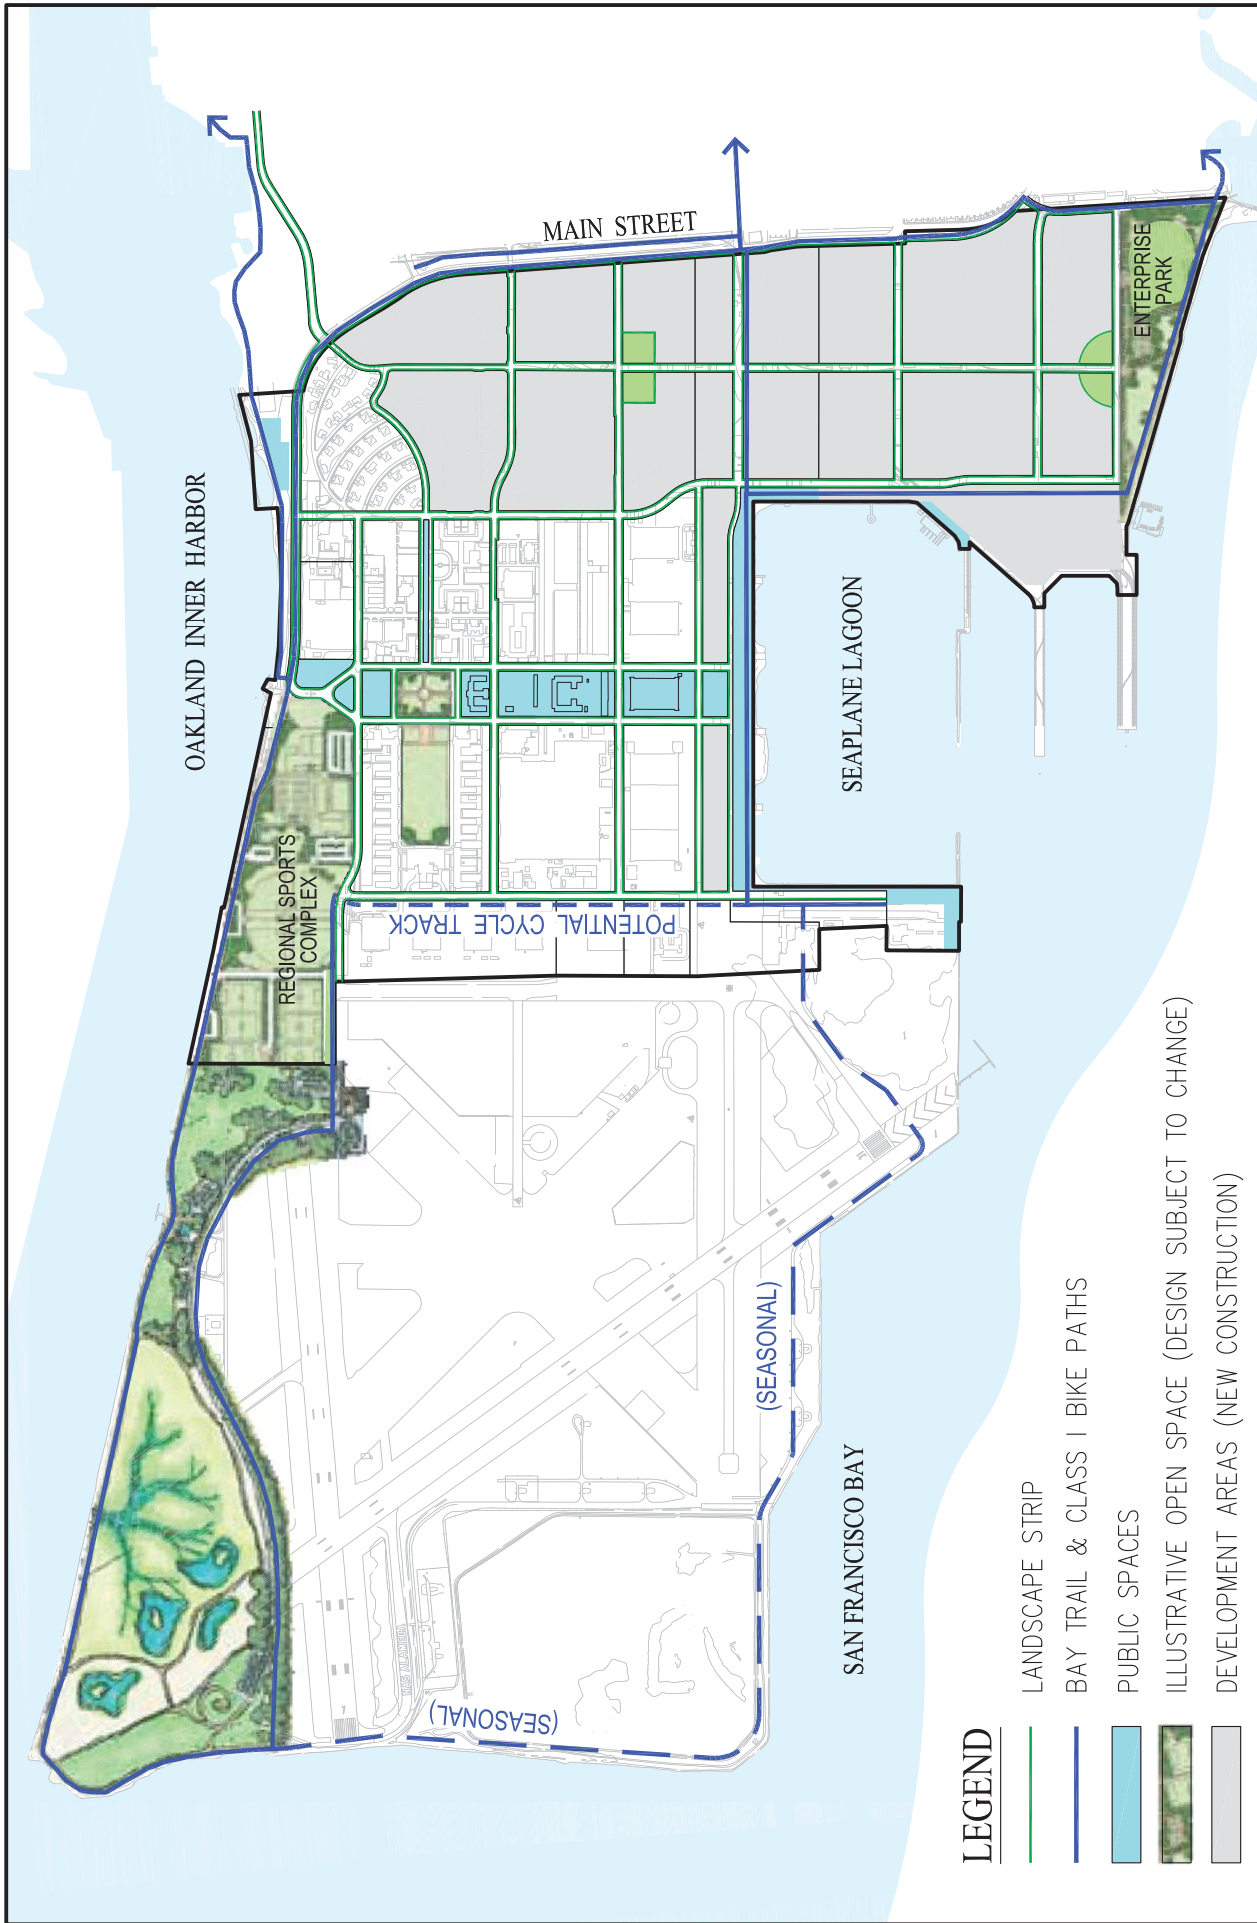 OAKLAND INNER HARBOR
MAIN STREET
REGIONAL SPORTS
COMPLEX
ENTERPRISE
PARK
POTENTIAL CYCLE TRACK
SEAPLANE LAGOON
(SEASONAL)
(SEASONAL)
NAS ALAMEDA
SAN FRANCISCO BAY
LEGEND
LANDSCAPE STRIP
BAY TRAIL & CLASS I BIKE PATHS
PUBLIC SPACES
ILLUSTRATIVE OPEN SPACE (DESIGN SUBJECT TO CHANGE)
DEVELOPMENT AREAS (NEW CONSTRUCTION)